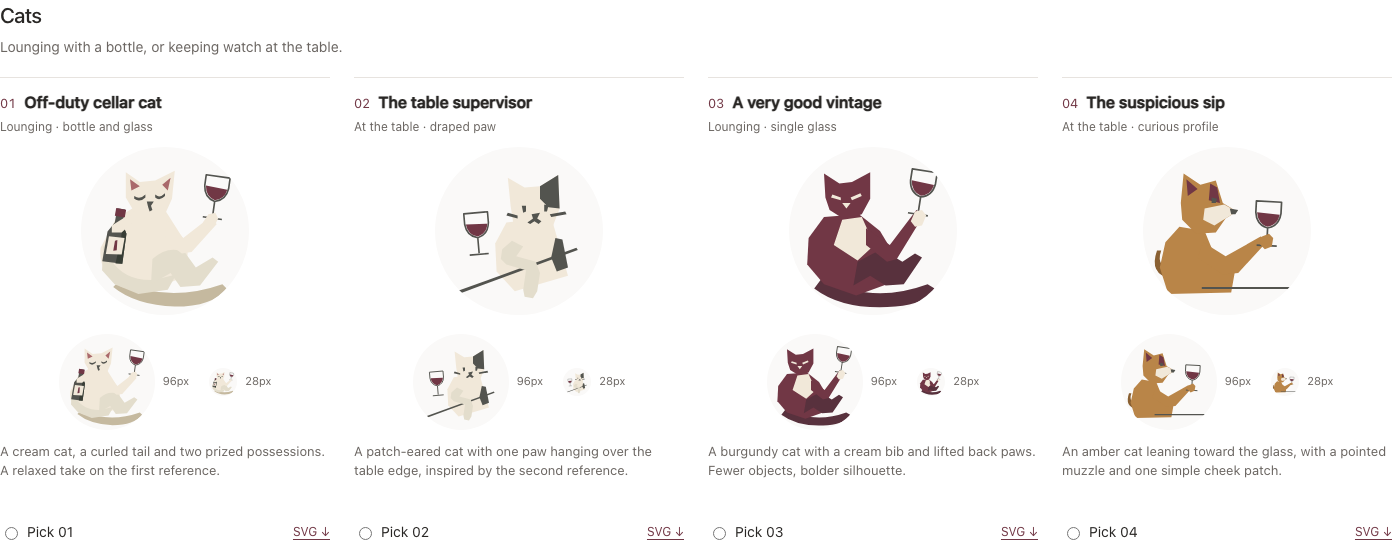 Cats
Lounging with a bottle, or keeping watch at the table.
01 Off-duty cellar cat
Lounging · bottle and glass
96px
28px
A cream cat, a curled tail and two prized possessions.
A relaxed take on the first reference.
Pick 01
SVG ↓
02 The table supervisor
At the table · draped paw
96px
28px
A patch-eared cat with one paw hanging over the
table edge, inspired by the second reference.
Pick 02
SVG ↓
03 A very good vintage
Lounging · single glass
96px
28px
A burgundy cat with a cream bib and lifted back paws.
Fewer objects, bolder silhouette.
Pick 03
SVG ↓
04 The suspicious sip
At the table · curious profile
96px
28px
An amber cat leaning toward the glass, with a pointed
muzzle and one simple cheek patch.
Pick 04
SVG ↓